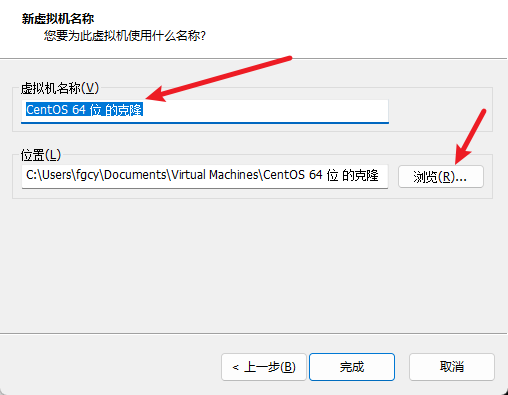 新虚拟机名称
您要为此虚拟机使用什么名称?
虚拟机名称(V)
CentOS 64 位 的克隆
位置(L)
C:\Users\fgcy\Documents\Virtual Machines\CentOS 64 位 的克隆
浏览(R)...
< 上一步(B)
完成
取消